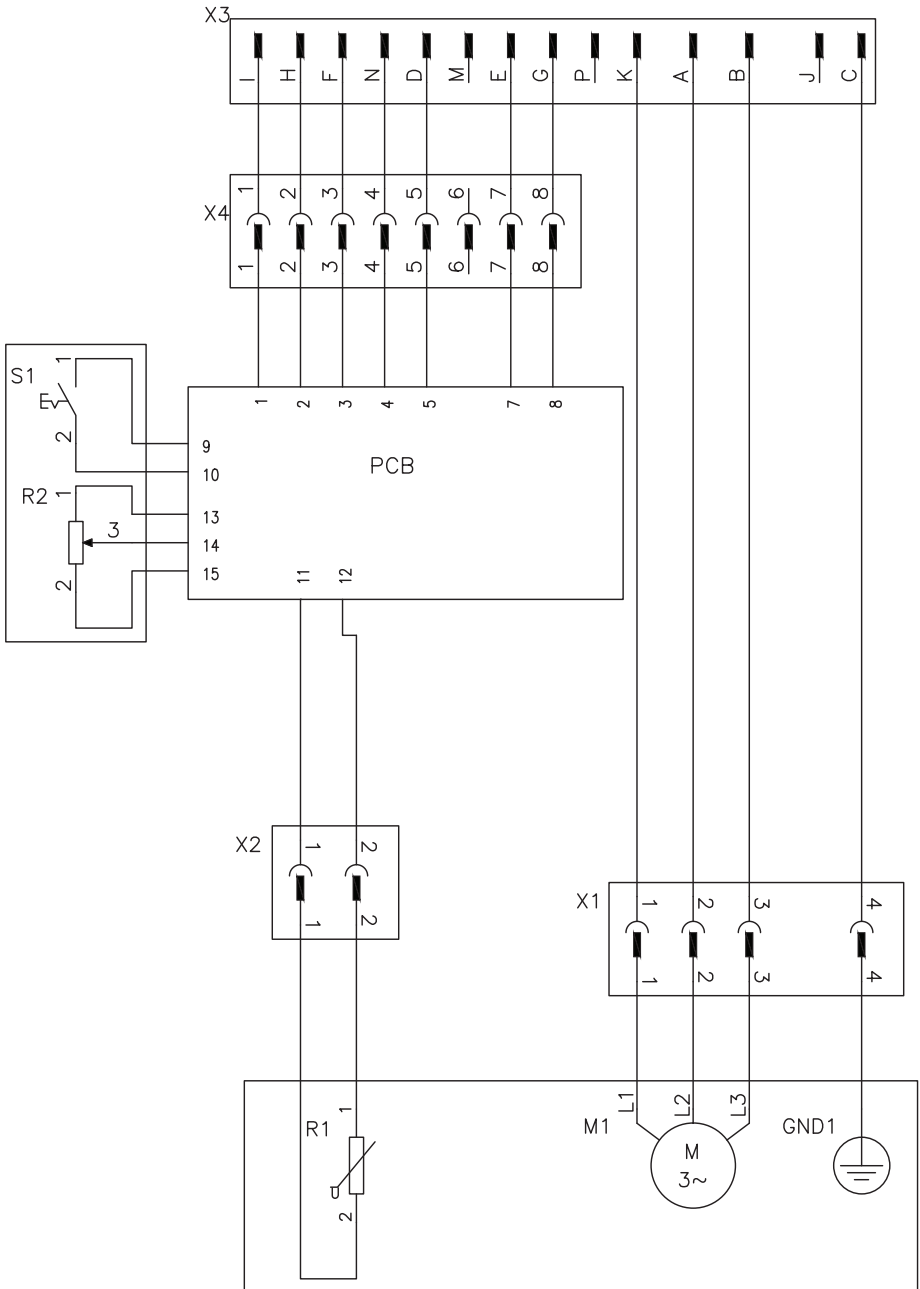 X3
I H F N D M E G P K A B J C
1 2 3 4 5 6 7 8
X4
1 2 3 4 5 6 7 8
1 2 3 4 5 7 8
S1
1
2
9
10
PCB
R2
1
3
2
13
14
15
11 12
X2
1 2
1 2
X1
1 2 3 4
1 2 3 4
R1
1
2
M1
L1 L2 L3
M
3~
GND1